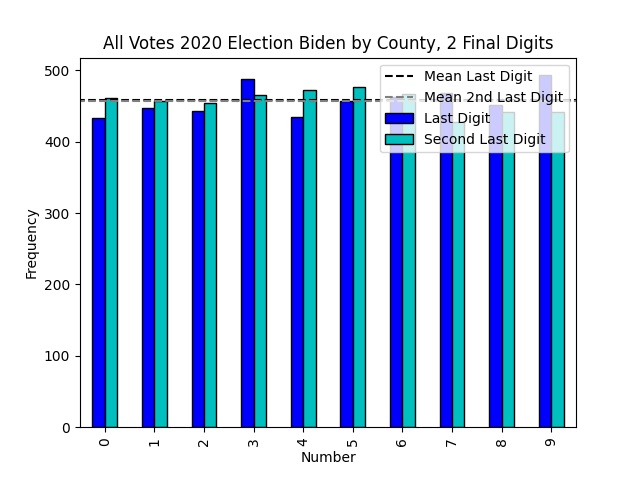 All Votes 2020 Election Biden by County, 2 Final Digits
500
400
300
200
100
0
Frequency
Mean Last Digit
Mean 2nd Last Digit
Last Digit
Second Last Digit
0 1 2 3 4 5 6 7 8 9
Number